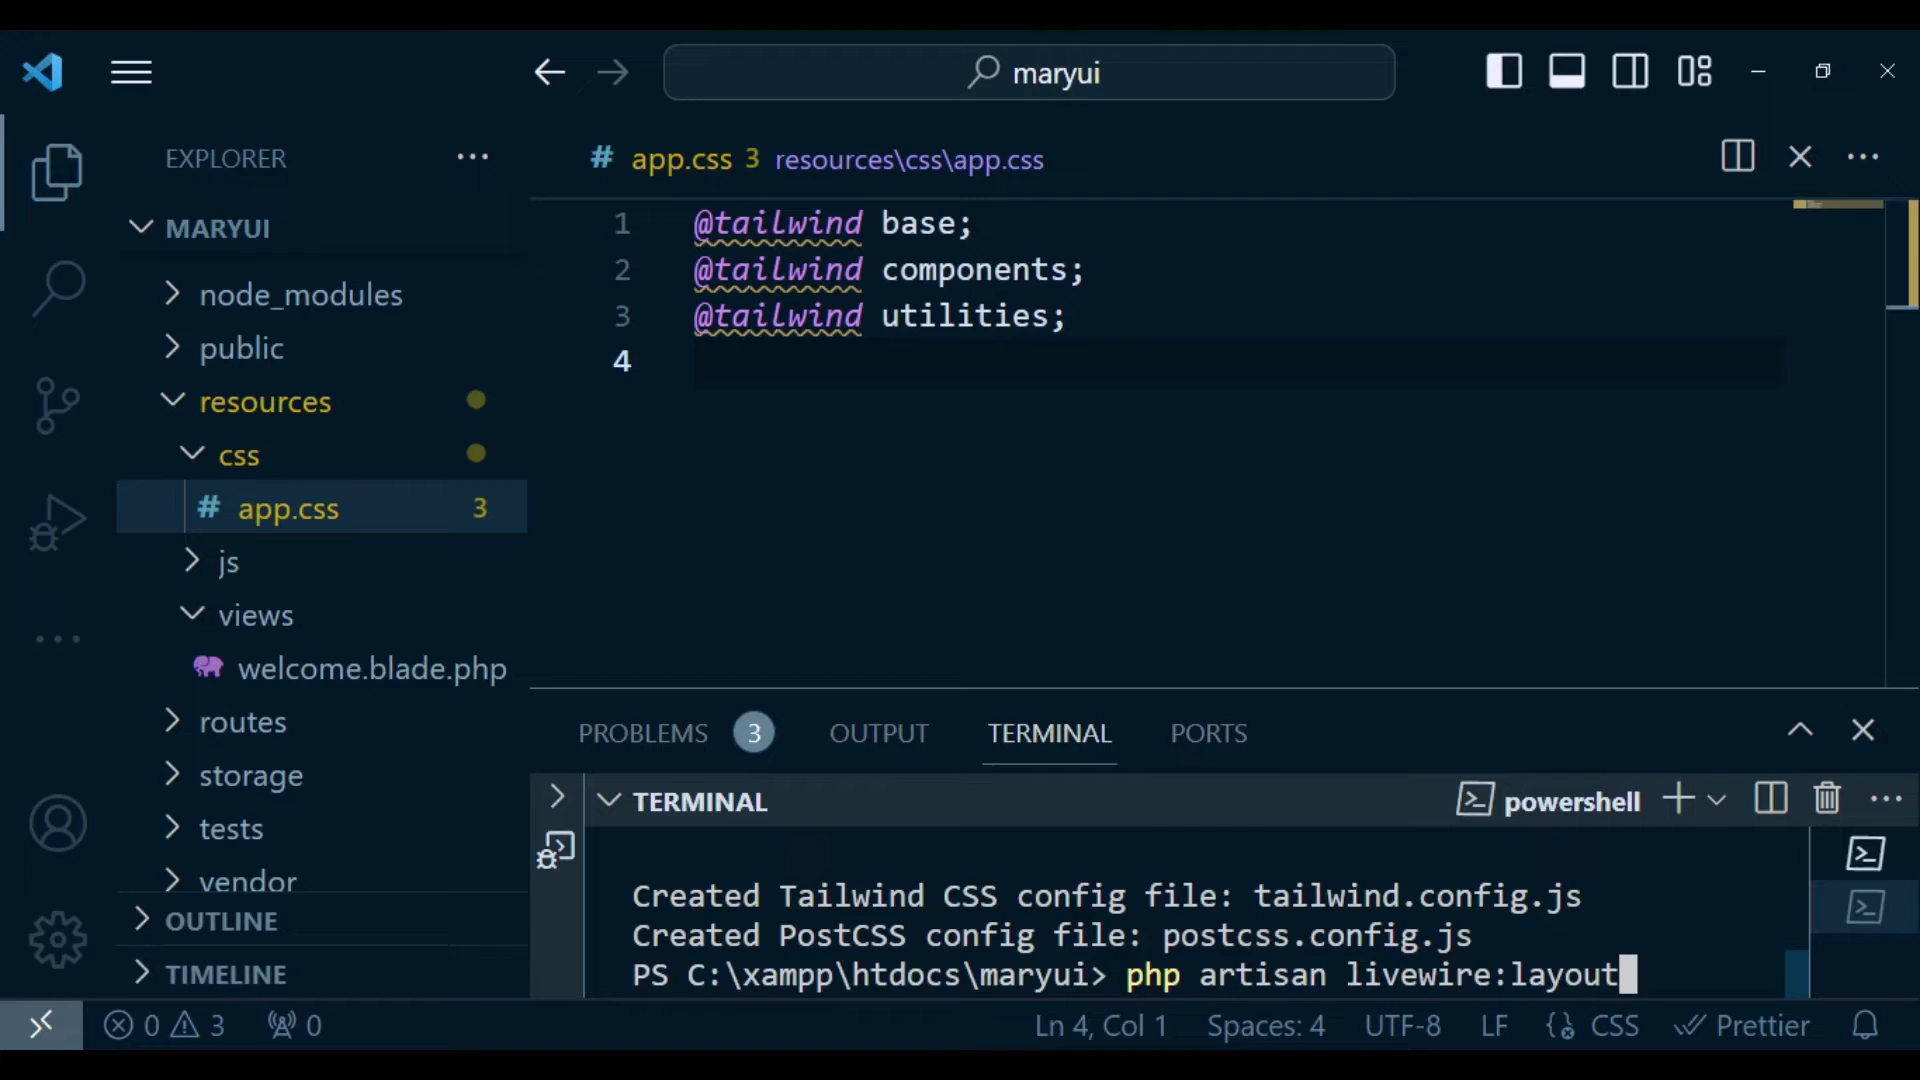 maryui
EXPLORER
# app.css 3 resources\css\app.css
MARYUI
node_modules
public
resources
css
# app.css 3
js
views
welcome.blade.php
routes
storage
tests
vendor
OUTLINE
TIMELINE
1 @tailwind base;
2 @tailwind components;
3 @tailwind utilities;
4
PROBLEMS 3 OUTPUT TERMINAL PORTS
TERMINAL powershell
Created Tailwind CSS config file: tailwind.config.js
Created PostCSS config file: postcss.config.js
PS C:\xampp\htdocs\maryui> php artisan livewire:layout
0 3 0 Ln 4, Col 1 Spaces: 4 UTF-8 LF CSS Prettier